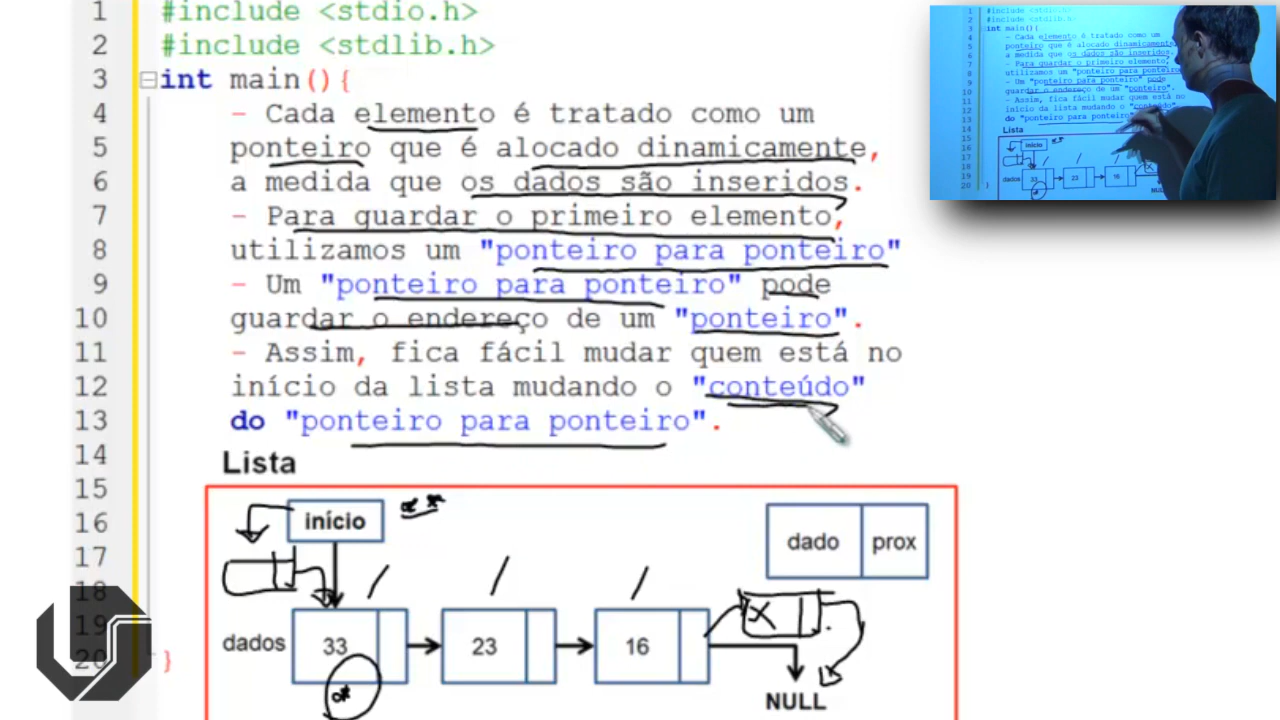 1 #include <stdio.h>
2 #include <stdlib.h>
3 int main(){
4 - Cada elemento é tratado como um
5 ponteiro que é alocado dinamicamente,
6 a medida que os dados são inseridos.
7 - Para guardar o primeiro elemento,
8 utilizamos um "ponteiro para ponteiro"
9 - Um "ponteiro para ponteiro" pode
10 guardar o endereço de um "ponteiro".
11 - Assim, fica fácil mudar quem está no
12 início da lista mudando o "conteúdo"
13 do "ponteiro para ponteiro".
14
Lista
15
16
início
dado prox
17
18
19
dados 33 23 16
X
20 }
NULL